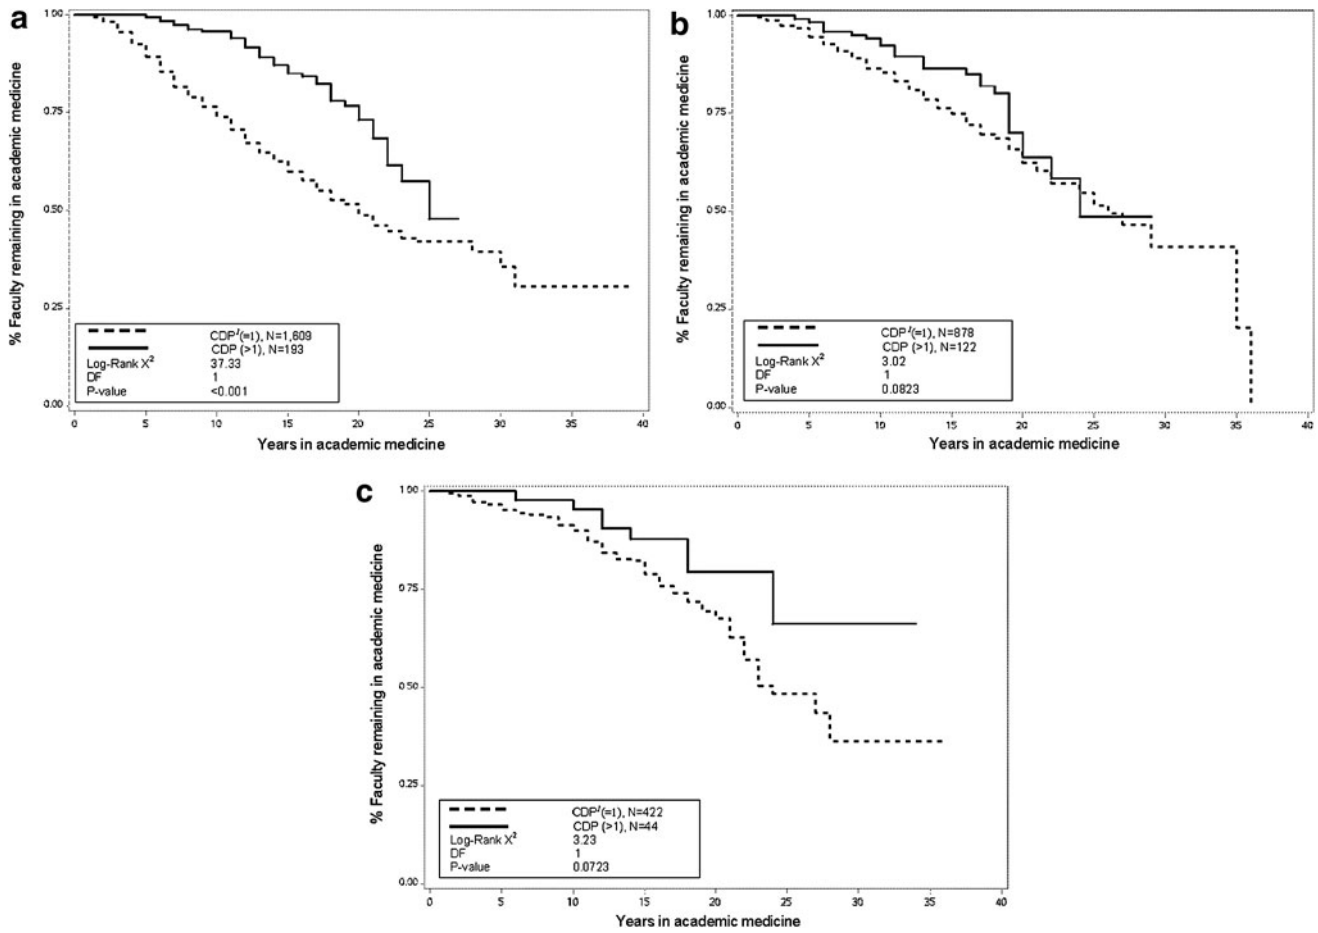 a
% Faculty remaining in academic medicine
1.00
0.75
0.50
0.25
0.00
CDP¹(=1), N=1,609
CDP (>1), N=193
Log-Rank X² 37.33
DF 1
P-value <0.001
0 5 10 15 20 25 30 35 40
Years in academic medicine
b
% Faculty remaining in academic medicine
1.00
0.75
0.50
0.25
0.00
CDP¹(=1), N=878
CDP (>1), N=122
Log-Rank X² 3.02
DF 1
P-value 0.0823
0 5 10 15 20 25 30 35 40
Years in academic medicine
c
% Faculty remaining in academic medicine
1.00
0.75
0.50
0.25
0.00
CDP¹(=1), N=422
CDP (>1), N=44
Log-Rank X² 3.23
DF 1
P-value 0.0723
0 5 10 15 20 25 30 35 40
Years in academic medicine